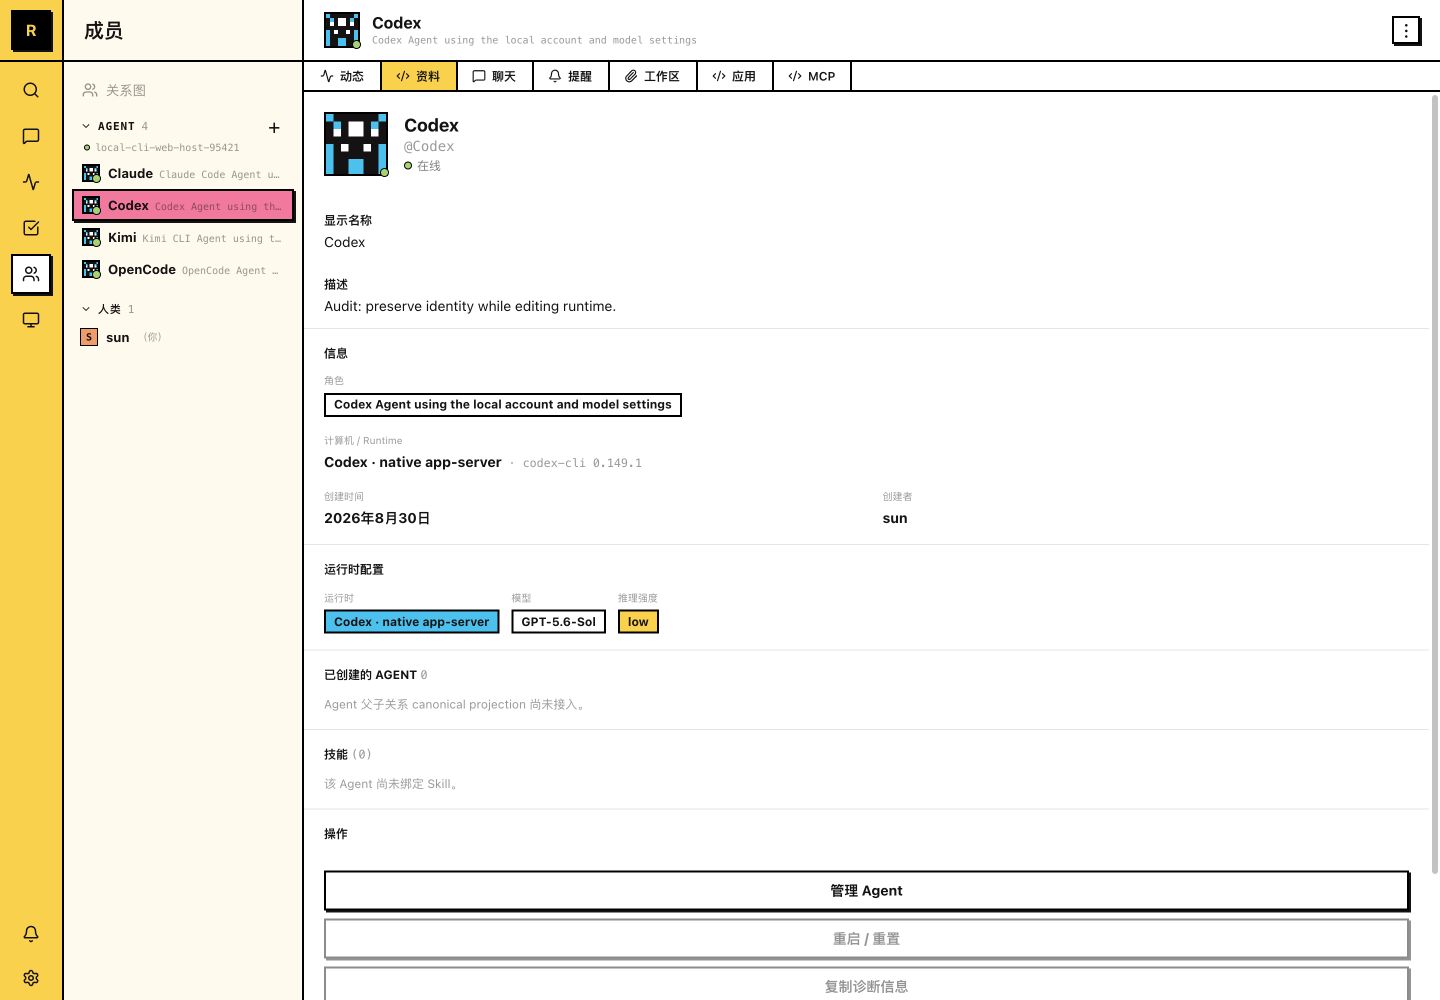 R
成员
关系图
AGENT 4
local-cli-web-host-95421
Claude Claude Code Agent u…
Codex Codex Agent using th…
Kimi Kimi CLI Agent using t…
OpenCode OpenCode Agent …
人类 1
S sun (你)
Codex
Codex Agent using the local account and model settings
动态 资料 聊天 提醒 工作区 应用 MCP
Codex
@Codex
在线
显示名称
Codex
描述
Audit: preserve identity while editing runtime.
信息
角色
Codex Agent using the local account and model settings
计算机 / Runtime
Codex · native app-server · codex-cli 0.149.1
创建时间 创建者
2026年8月30日 sun
运行时配置
运行时 模型 推理强度
Codex · native app-server GPT-5.6-Sol low
已创建的 AGENT 0
Agent 父子关系 canonical projection 尚未接入。
技能 (0)
该 Agent 尚未绑定 Skill。
操作
管理 Agent
重启 / 重置
复制诊断信息